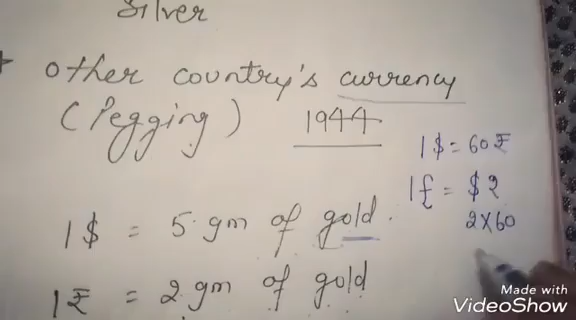 Silver
+ Other country's currency
(Pegging) 1944
1$ = 60₹
1£ = $2
2×60
1$ = 5 gm of gold.
1₹ = 2 gm of gold
Made with
VideoShow